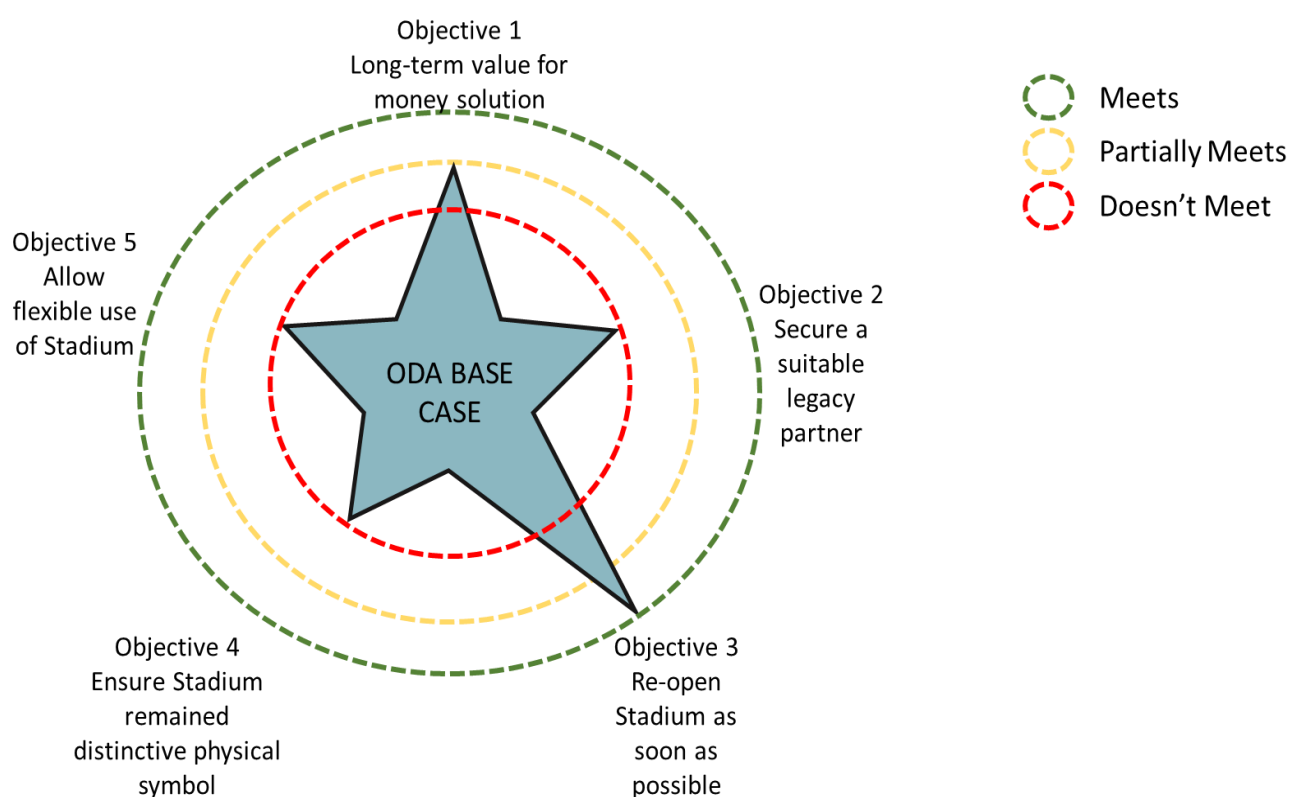 Objective 1
Long-term value for
money solution
Meets
Partially Meets
Doesn't Meet
Objective 5
Allow
flexible use
of Stadium
Objective 2
Secure a
suitable
legacy
partner
ODA BASE
CASE
Objective 4
Ensure Stadium
remained
distinctive physical
symbol
Objective 3
Re-open
Stadium as
soon as
possible